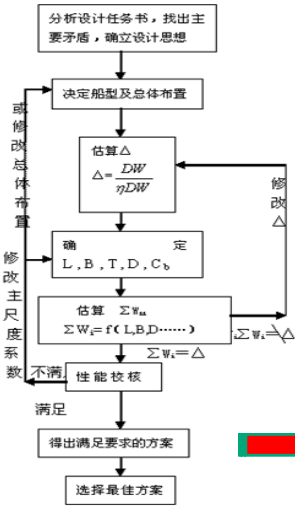 分析设计任务书，找出主
要矛盾，确立设计思想
决定船型及总体布置
估算△
△=DW/ηDW
确 定
L,B,T,D,Cb
估算 ΣWu
ΣWi=f(L,B,D……)
ΣWi=△
iΣWi≠△
性能校核
不满
满足
得出满足要求的方案
选择最佳方案
或修改总体布置
修改主尺度系数
修改△